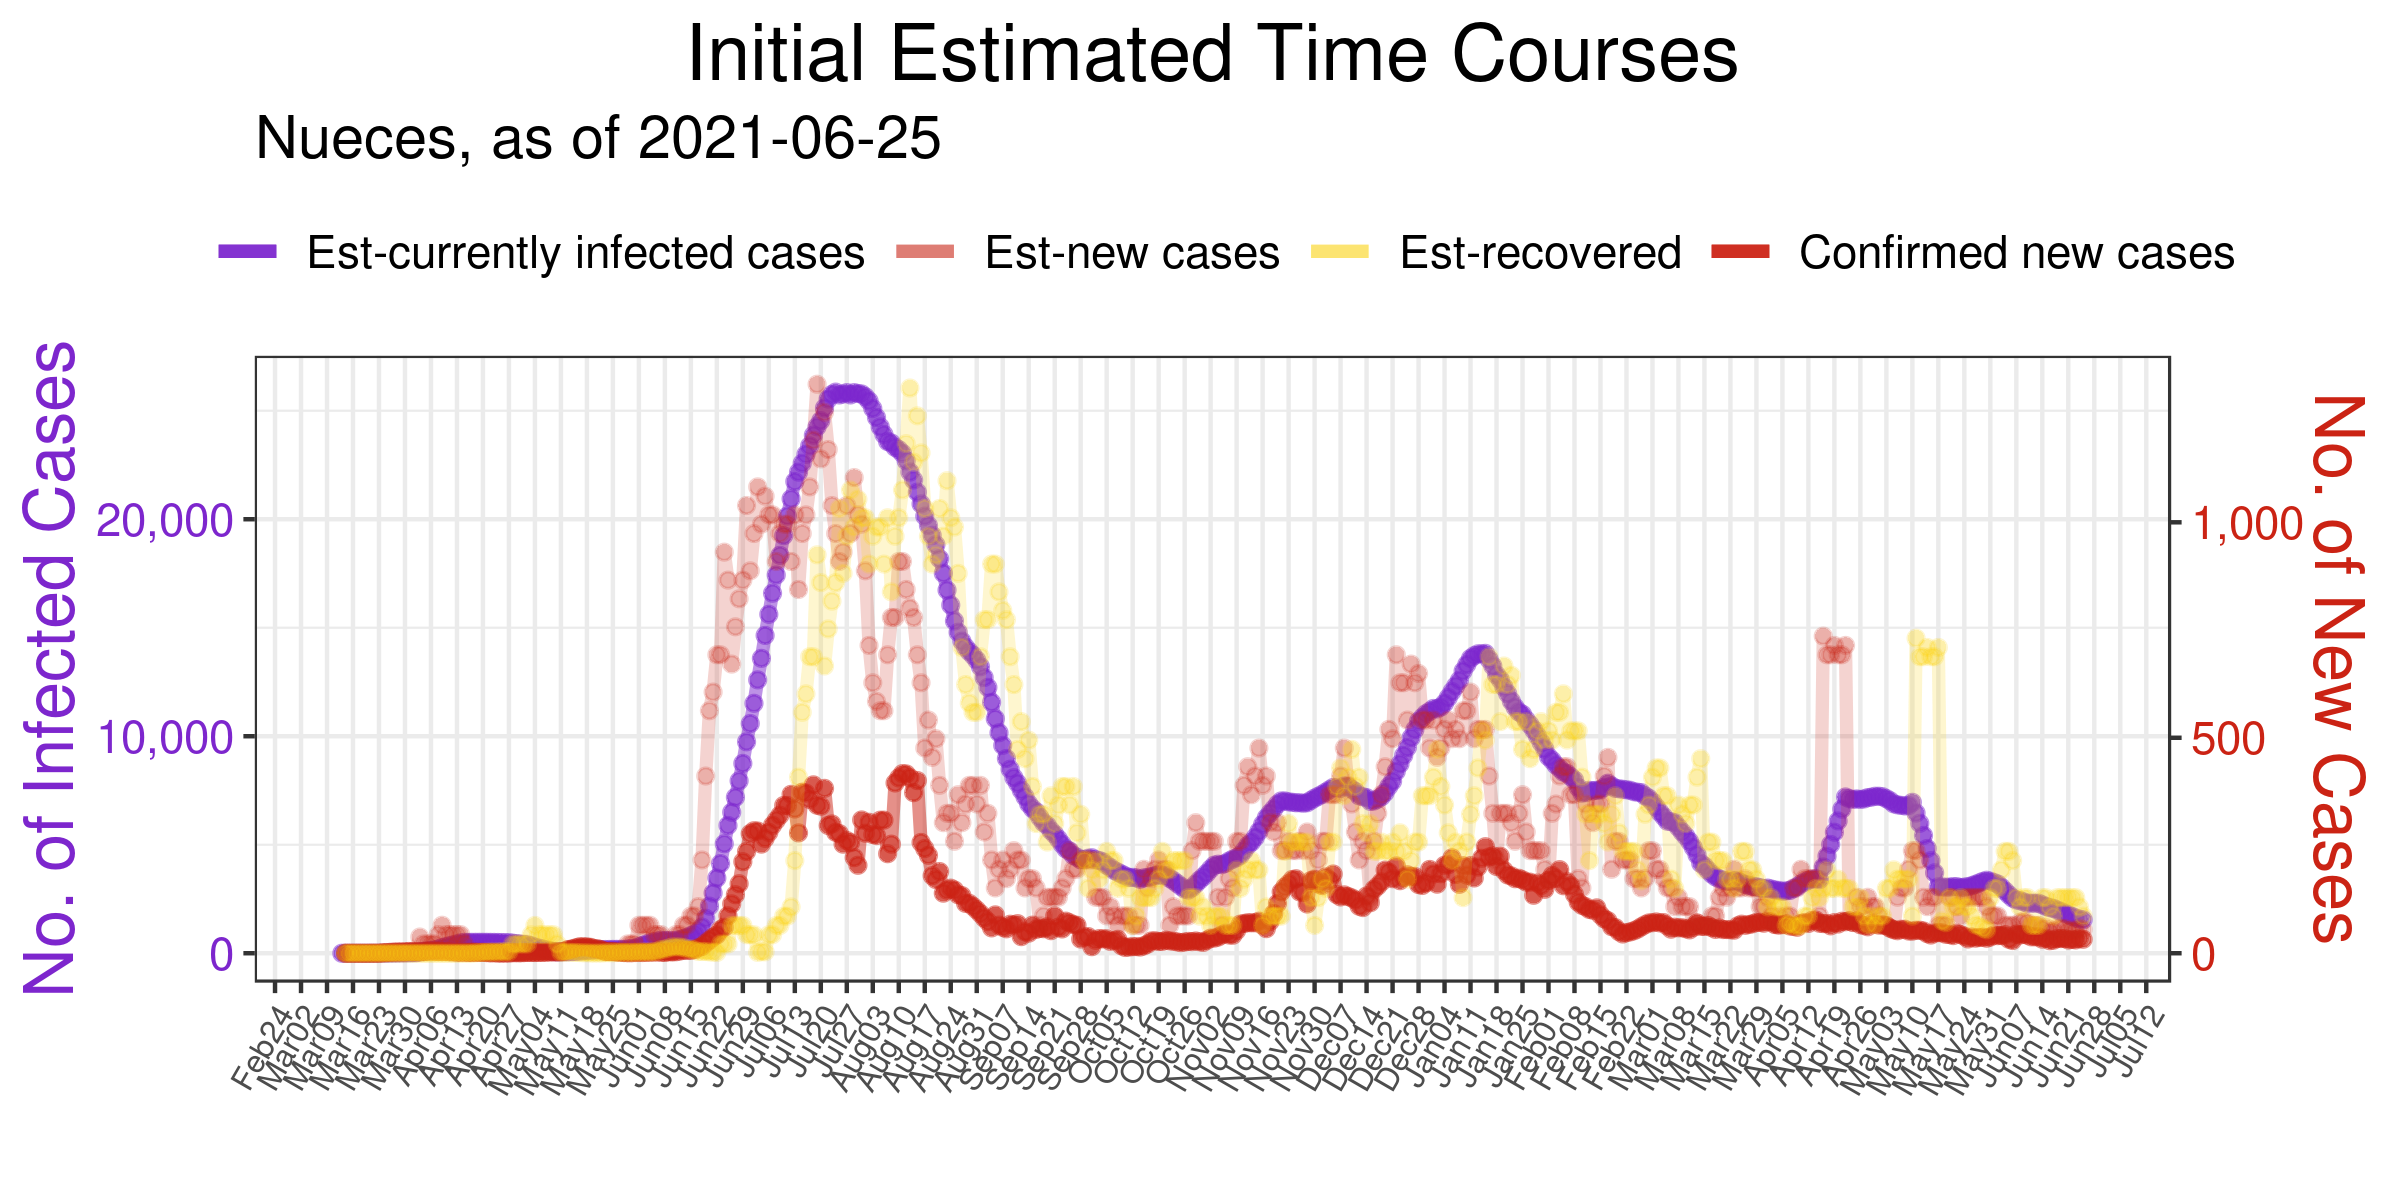 Initial Estimated Time Courses
Nueces, as of 2021-06-25
Est-currently infected cases Est-new cases Est-recovered Confirmed new cases
No. of Infected Cases
20,000
10,000
0
1,000
500
0
No. of New Cases
Feb24 Mar02 Mar09 Mar16 Mar23 Mar30 Apr06 Apr13 Apr20 Apr27 May04 May11 May18 May25 Jun01 Jun08 Jun15 Jun22 Jun29 Jul06 Jul13 Jul20 Jul27 Aug03 Aug10 Aug17 Aug24 Aug31 Sep07 Sep14 Sep21 Sep28 Oct05 Oct12 Oct19 Oct26 Nov02 Nov09 Nov16 Nov23 Nov30 Dec07 Dec14 Dec21 Dec28 Jan04 Jan11 Jan18 Jan25 Feb01 Feb08 Feb15 Feb22 Mar01 Mar08 Mar15 Mar22 Mar29 Apr05 Apr12 Apr19 Apr26 May03 May10 May17 May24 May31 Jun07 Jun14 Jun21 Jun28 Jul05 Jul12